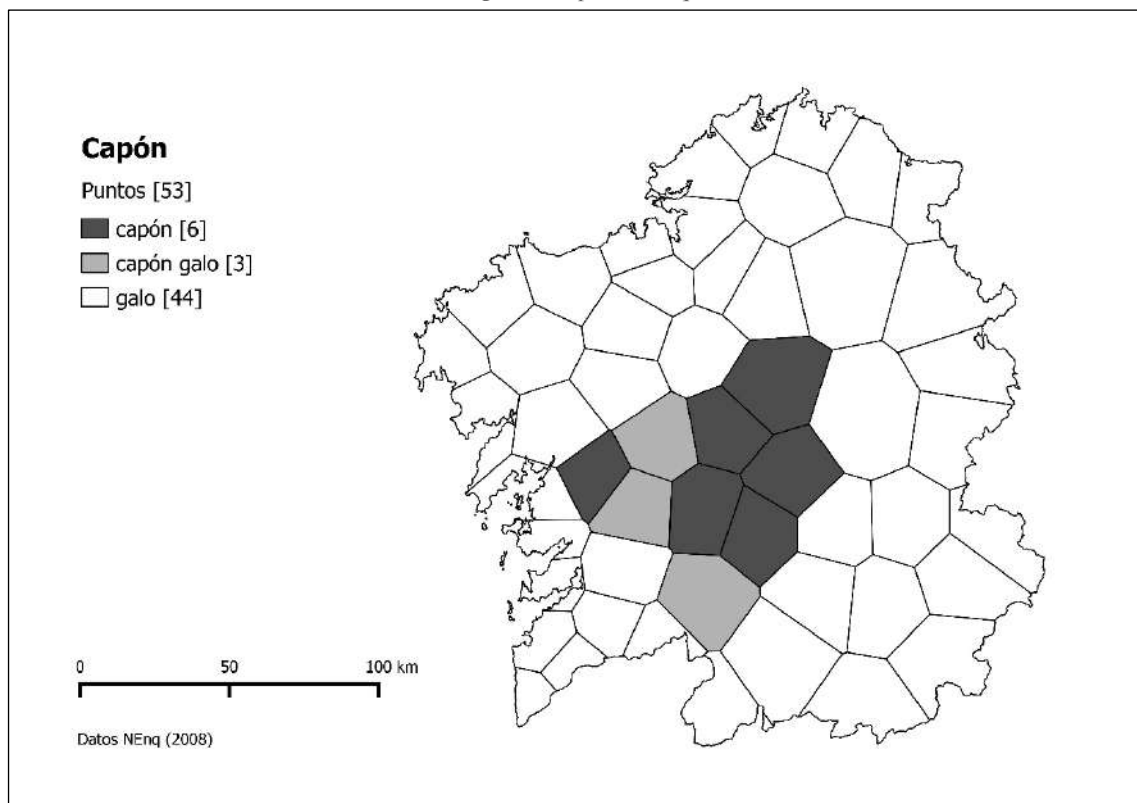 Capón
Puntos [53]
capón [6]
capón galo [3]
galo [44]
0 50 100 km
Datos NEnq (2008)